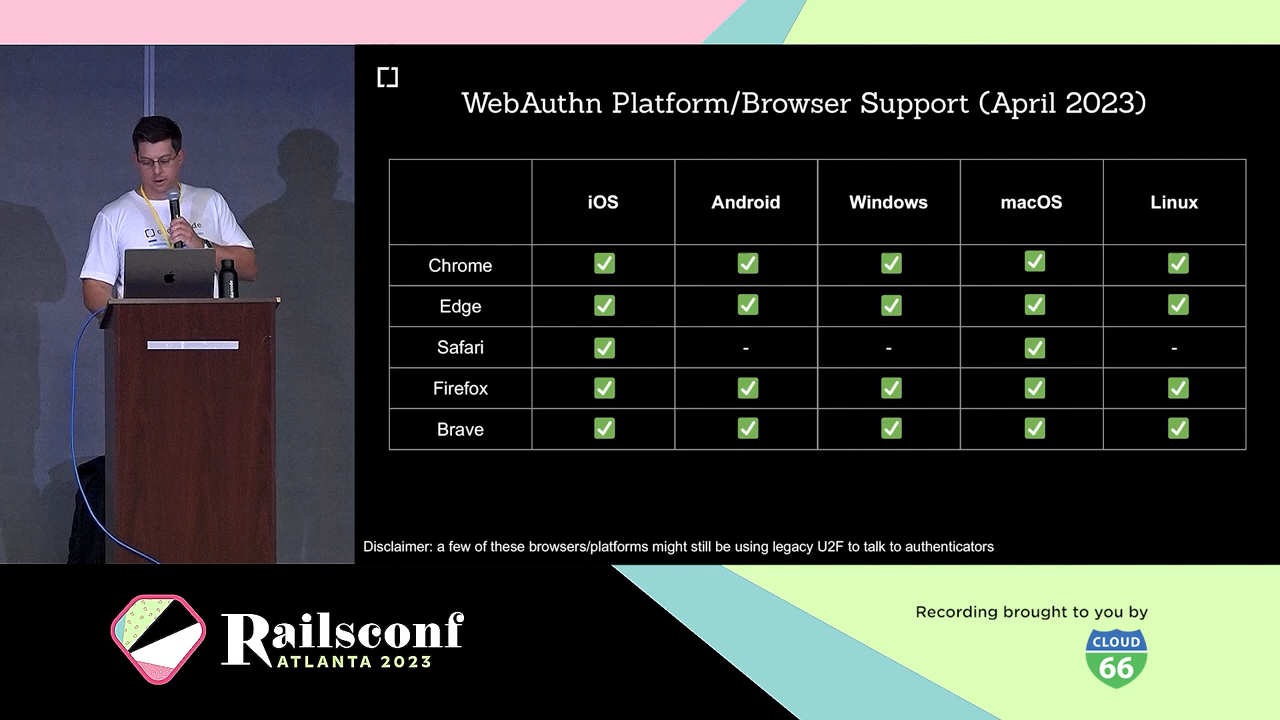 WebAuthn Platform/Browser Support (April 2023)
iOS Android Windows macOS Linux
Chrome ✅ ✅ ✅ ✅ ✅
Edge ✅ ✅ ✅ ✅ ✅
Safari ✅ - - ✅ -
Firefox ✅ ✅ ✅ ✅ ✅
Brave ✅ ✅ ✅ ✅ ✅
Disclaimer: a few of these browsers/platforms might still be using legacy U2F to talk to authenticators
Railsconf
ATLANTA 2023
Recording brought to you by
CLOUD
66